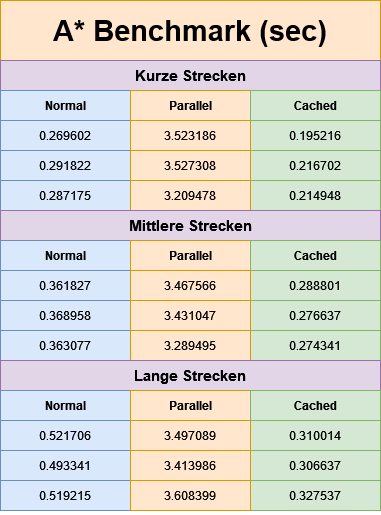 A* Benchmark (sec)
Kurze Strecken
Normal Parallel Cached
0.269602 3.523186 0.195216
0.291822 3.527308 0.216702
0.287175 3.209478 0.214948
Mittlere Strecken
Normal Parallel Cached
0.361827 3.467566 0.288801
0.368958 3.431047 0.276637
0.363077 3.289495 0.274341
Lange Strecken
Normal Parallel Cached
0.521706 3.497089 0.310014
0.493341 3.413986 0.306637
0.519215 3.608399 0.327537